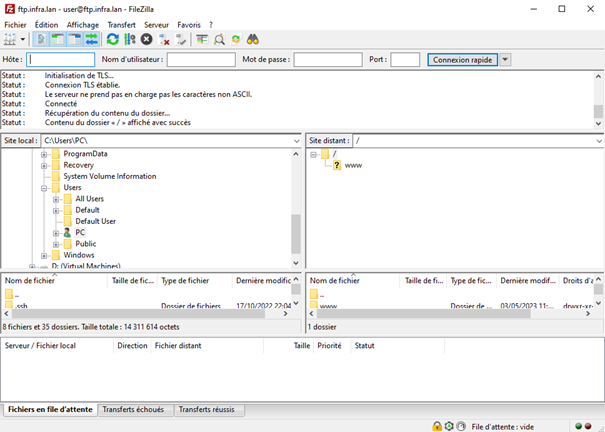 ftp.infra.lan - user@ftp.infra.lan - FileZilla
Fichier Édition Affichage Transfert Serveur Favoris ?
Hôte : Nom d'utilisateur : Mot de passe : Port : Connexion rapide
Statut : Initialisation de TLS...
Statut : Connexion TLS établie.
Statut : Le serveur ne prend pas en charge pas les caractères non ASCII.
Statut : Connecté
Statut : Récupération du contenu du dossier...
Statut : Contenu du dossier « / » affiché avec succès
Site local : C:\Users\PC\
ProgramData
Recovery
System Volume Information
Users
All Users
Default
Default User
PC
Public
Windows
D: (Virtual Machines)
Site distant : /
/
www
Nom de fichier Taille de fic... Type de fichier Dernière modific
..
.ssh Dossier de fichiers 17/10/2022 22:04
8 fichiers et 35 dossiers. Taille totale : 14 311 614 octets
Nom de fichier Taille de fi... Type de fic... Dernière modif... Droits d'a
..
www Dossier de ... 03/05/2023 11:... drwxr-xr-
1 dossier
Serveur / Fichier local Direction Fichier distant Taille Priorité Statut
Fichiers en file d'attente Transferts échoués Transferts réussis
File d'attente : vide